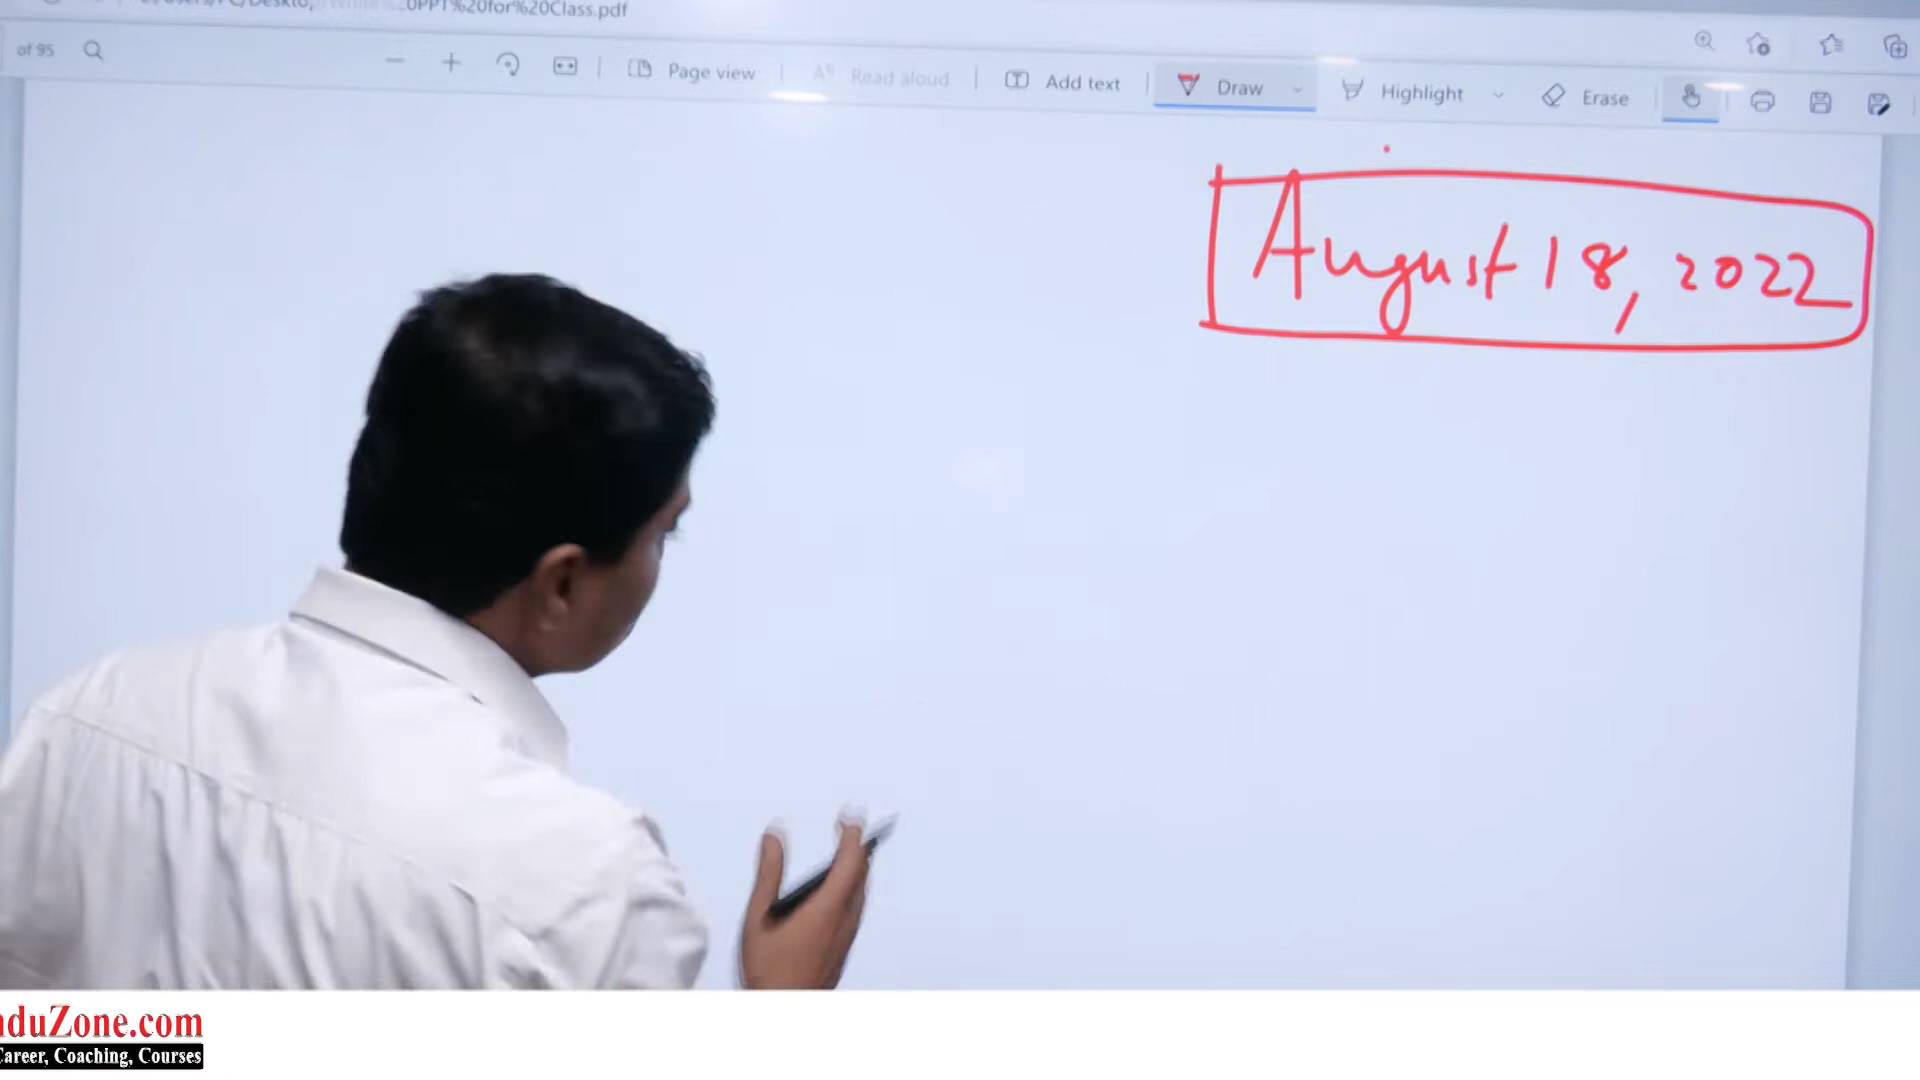 PPT%20for%20Class.pdf
of 95
Page view
Read aloud
Add text
Draw
Highlight
Erase
August 18, 2022
duZone.com
Career, Coaching, Courses